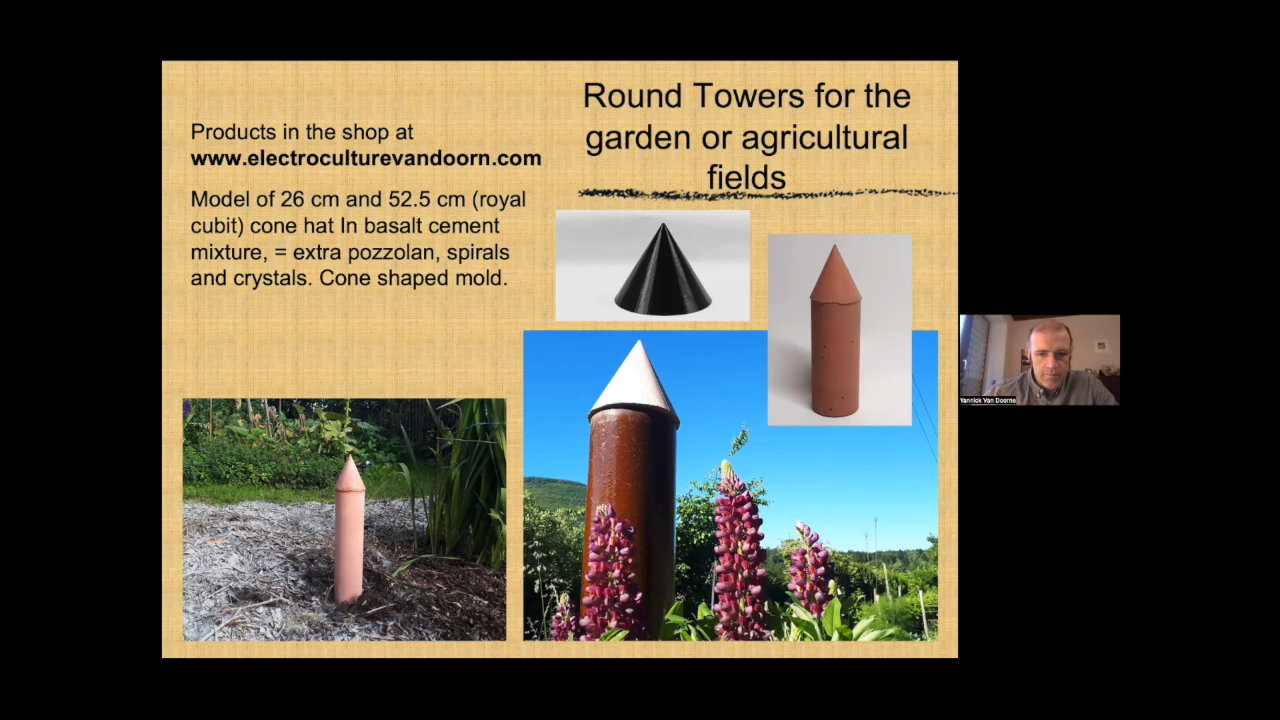 Round Towers for the
garden or agricultural
fields
Products in the shop at
www.electroculturevandoorn.com
Model of 26 cm and 52.5 cm (royal
cubit) cone hat In basalt cement
mixture, = extra pozzolan, spirals
and crystals. Cone shaped mold.
Yannick Van Doorne